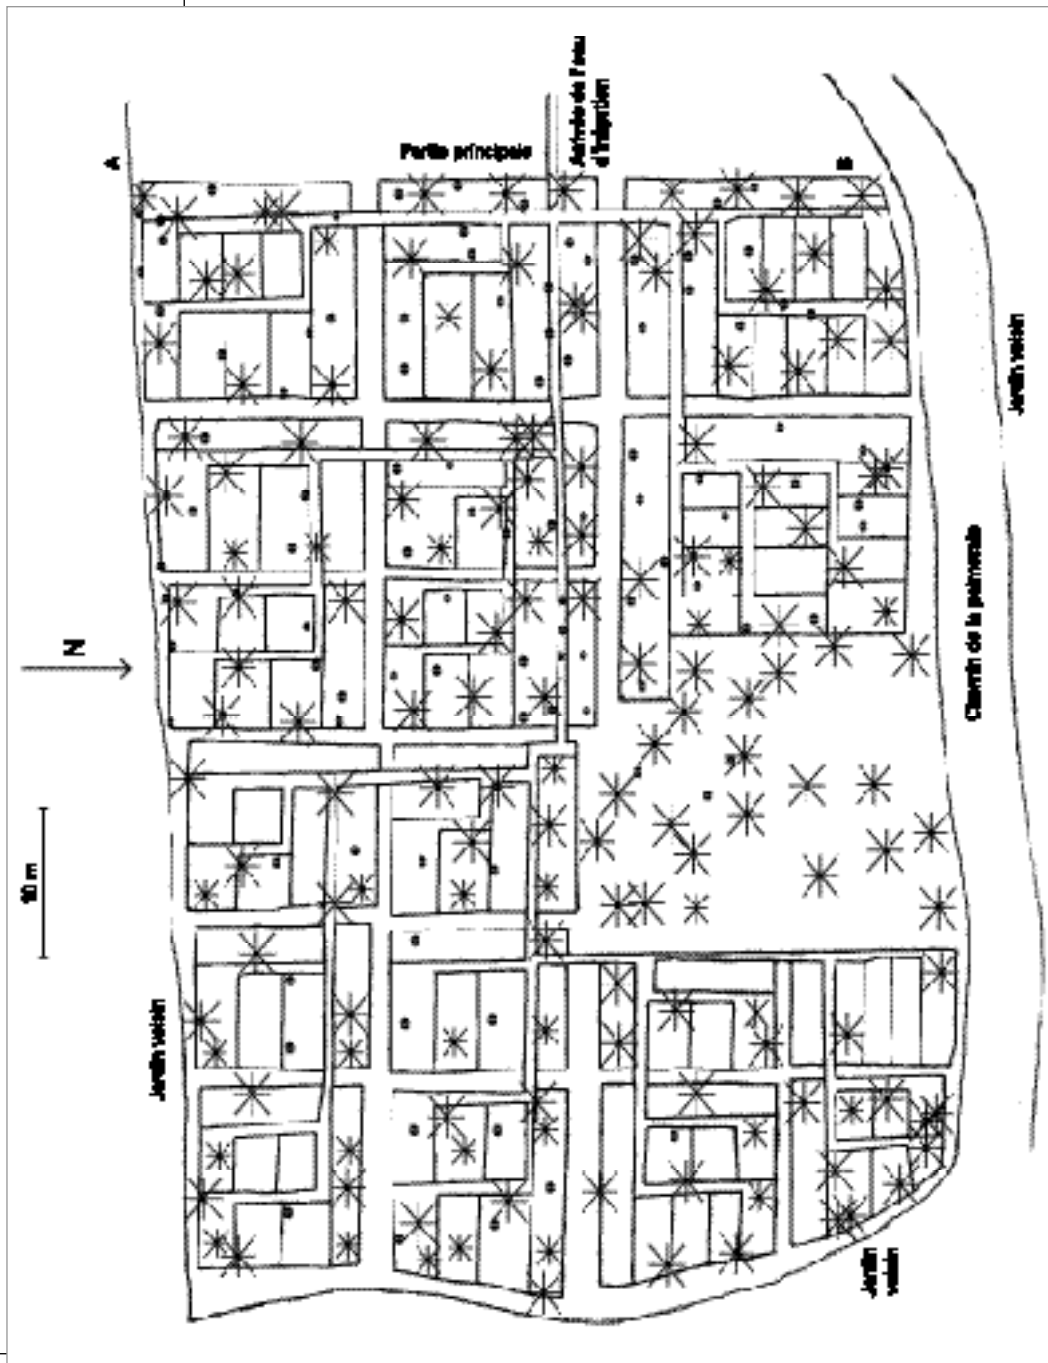 A
Partie principale
Arrivée de l'eau
d'irrigation
B
Jardin voisin
N
Chemin de la palmeraie
10 m
Jardin voisin
Jardin
voisin